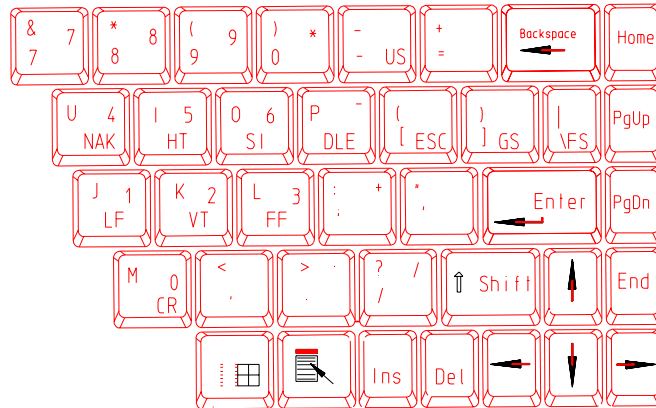 & 7 * 8 ( 9 ) * - +
7 8 9 0 - US = Backspace Home
U 4 I 5 O 6 P - ( ) | PgUp
NAK HT SI DLE [ ESC ] GS \FS
J 1 K 2 L 3 : + " Enter PgDn
LF VT FF ; '
M 0 < > . ? / ⇧ Shift End
CR , . /
Ins Del